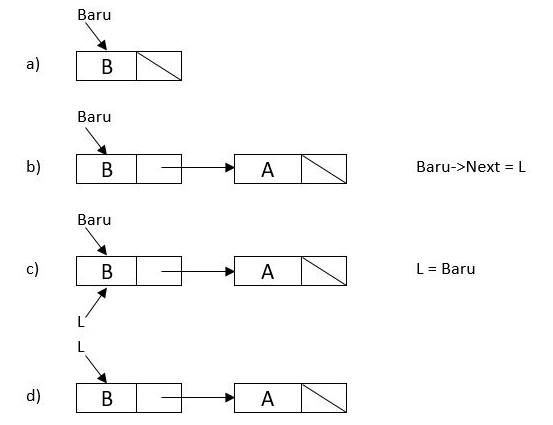 Baru
a) B
Baru
b) B A Baru->Next = L
Baru
c) B A L = Baru
L
L
d) B A